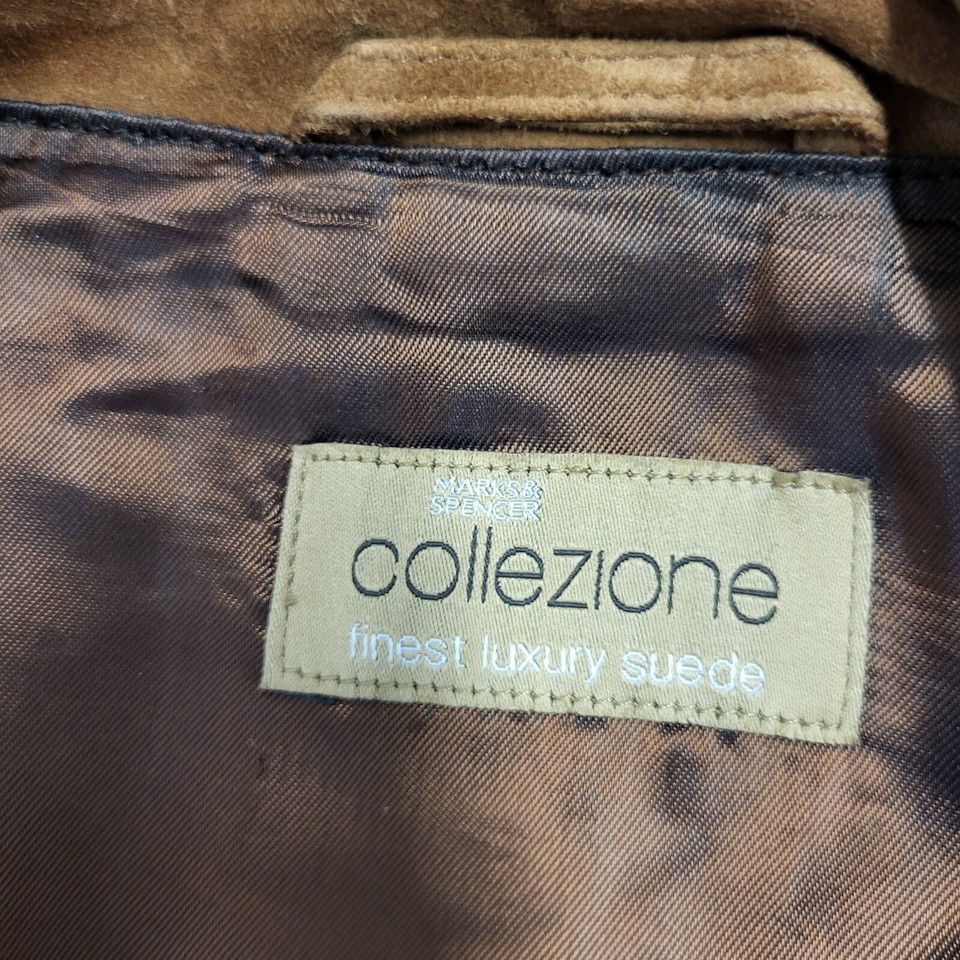 MARKS&
SPENCER
collezione
finest luxury suede